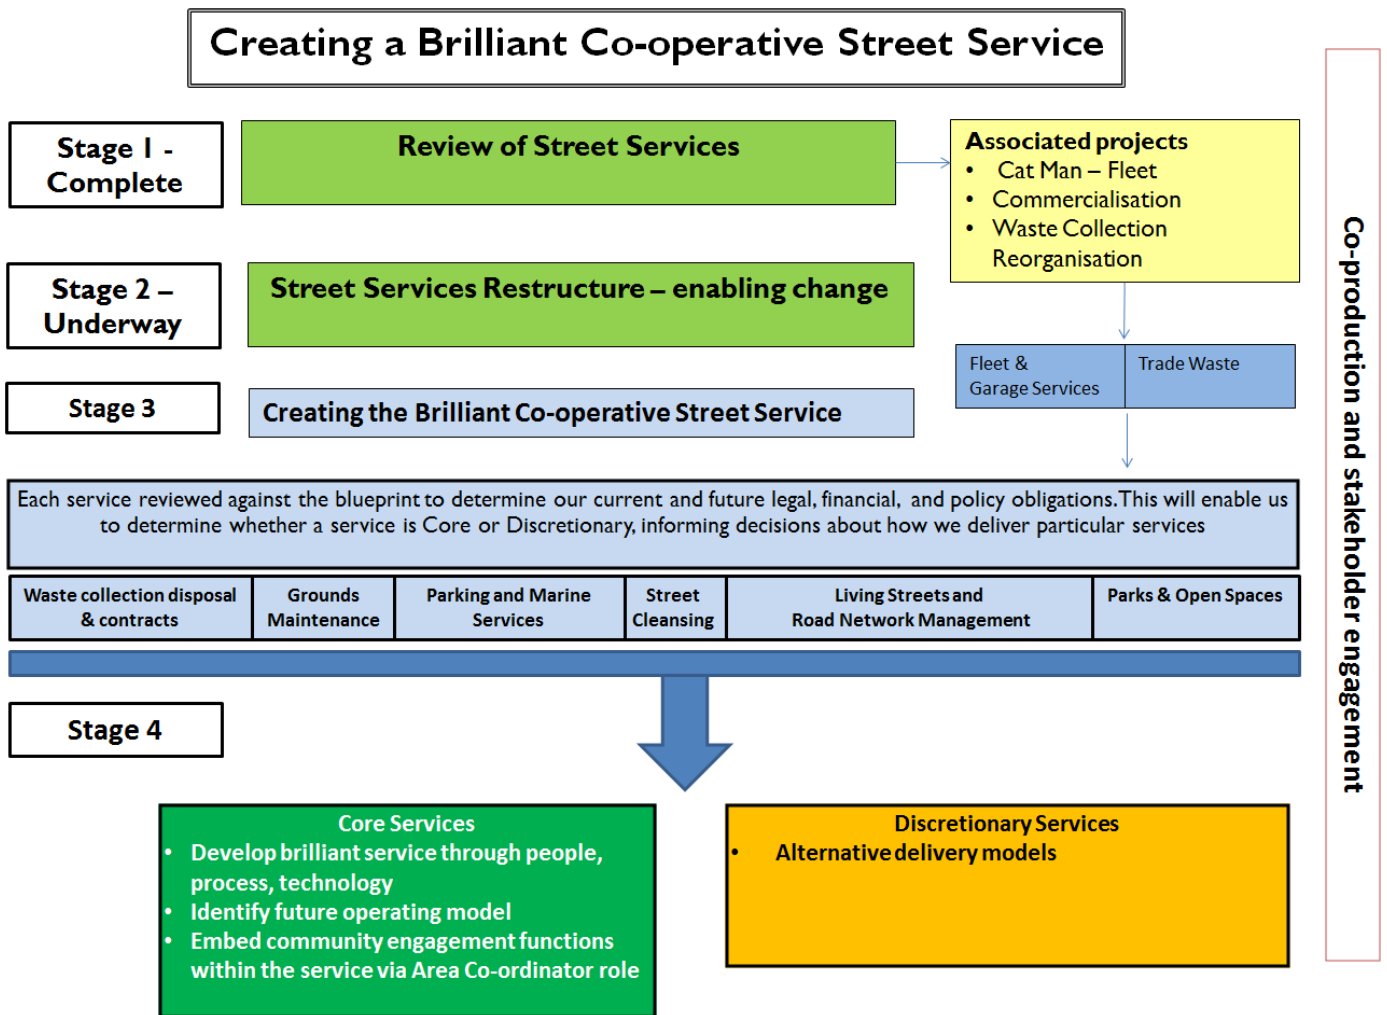 Creating a Brilliant Co-operative Street Service
Stage 1 -
Complete
Review of Street Services
Associated projects
• Cat Man – Fleet
• Commercialisation
• Waste Collection
Reorganisation
Stage 2 –
Underway
Street Services Restructure – enabling change
Fleet &
Garage Services
Trade Waste
Stage 3
Creating the Brilliant Co-operative Street Service
Each service reviewed against the blueprint to determine our current and future legal, financial, and policy obligations. This will enable us
to determine whether a service is Core or Discretionary, informing decisions about how we deliver particular services
Waste collection disposal
& contracts
Grounds
Maintenance
Parking and Marine
Services
Street
Cleansing
Living Streets and
Road Network Management
Parks & Open Spaces
Stage 4
Core Services
• Develop brilliant service through people,
process, technology
• Identify future operating model
• Embed community engagement functions
within the service via Area Co-ordinator role
Discretionary Services
• Alternative delivery models
Co-production and stakeholder engagement